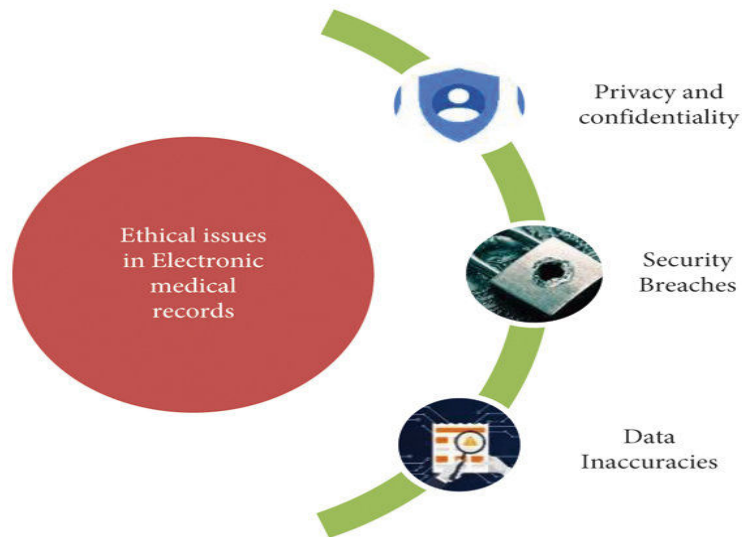 Privacy and
confidentiality
Ethical issues
in Electronic
medical
records
Security
Breaches
Data
Inaccuracies